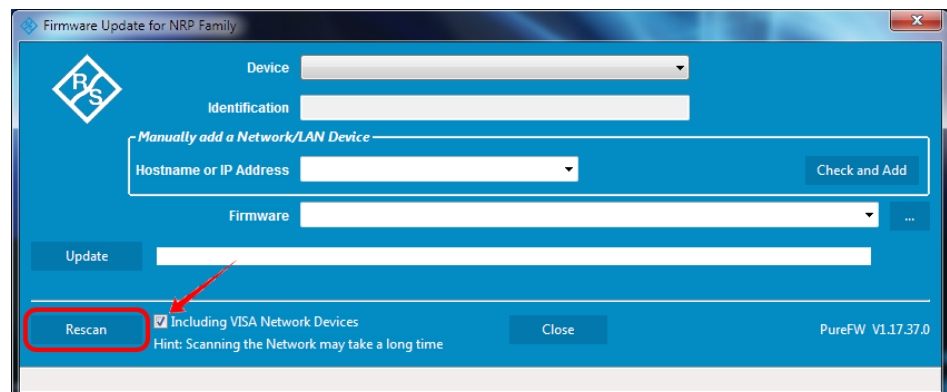 Firmware Update for NRP Family
R
&
S
Device
Identification
Manually add a Network/LAN Device
Hostname or IP Address
Check and Add
Firmware
...
Update
Rescan
Including VISA Network Devices
Hint: Scanning the Network may take a long time
Close
PureFW V1.17.37.0